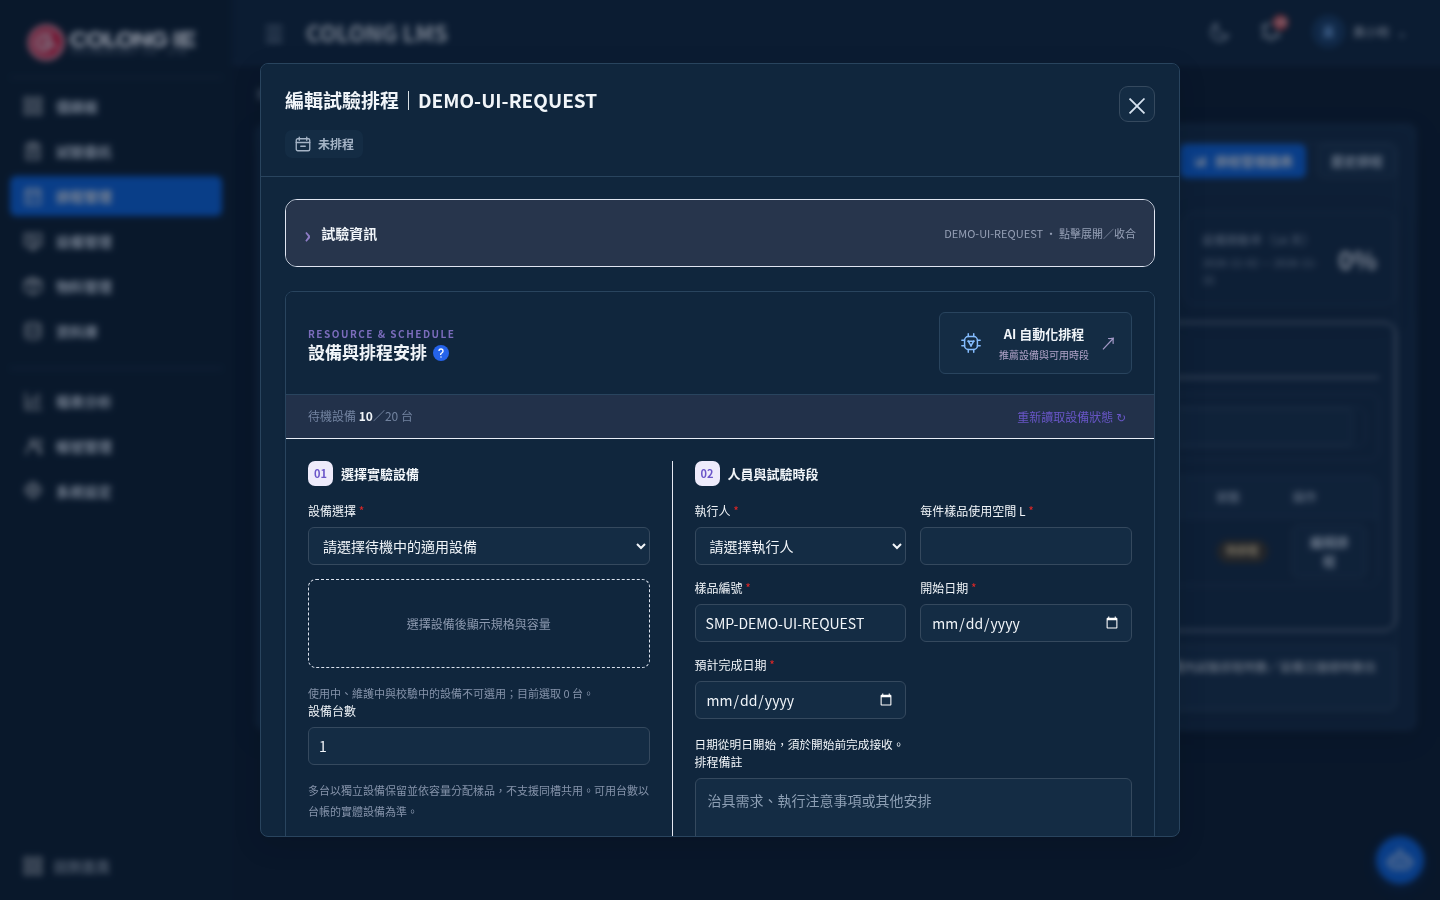 COLONG LMS
編輯試驗排程｜DEMO-UI-REQUEST
未排程
試驗資訊
DEMO-UI-REQUEST · 點擊展開／收合
RESOURCE & SCHEDULE
設備與排程安排 ?
AI 自動化排程
推薦設備與可用時段
待機設備 10／20 台
重新讀取設備狀態 ↻
01 選擇實驗設備
設備選擇 *
請選擇待機中的適用設備
選擇設備後顯示規格與容量
使用中、維護中與校驗中的設備不可選用；目前選取 0 台。
設備台數
1
多台以獨立設備保留並依容量分配樣品，不支援同槽共用。可用台數以
台帳的實體設備為準。
02 人員與試驗時段
執行人 *
每件樣品使用空間 L *
請選擇執行人
樣品編號 *
開始日期 *
SMP-DEMO-UI-REQUEST
mm/dd/yyyy
預計完成日期 *
mm/dd/yyyy
日期從明日開始，須於開始前完成接收。
排程備註
治具需求、執行注意事項或其他安排
0%